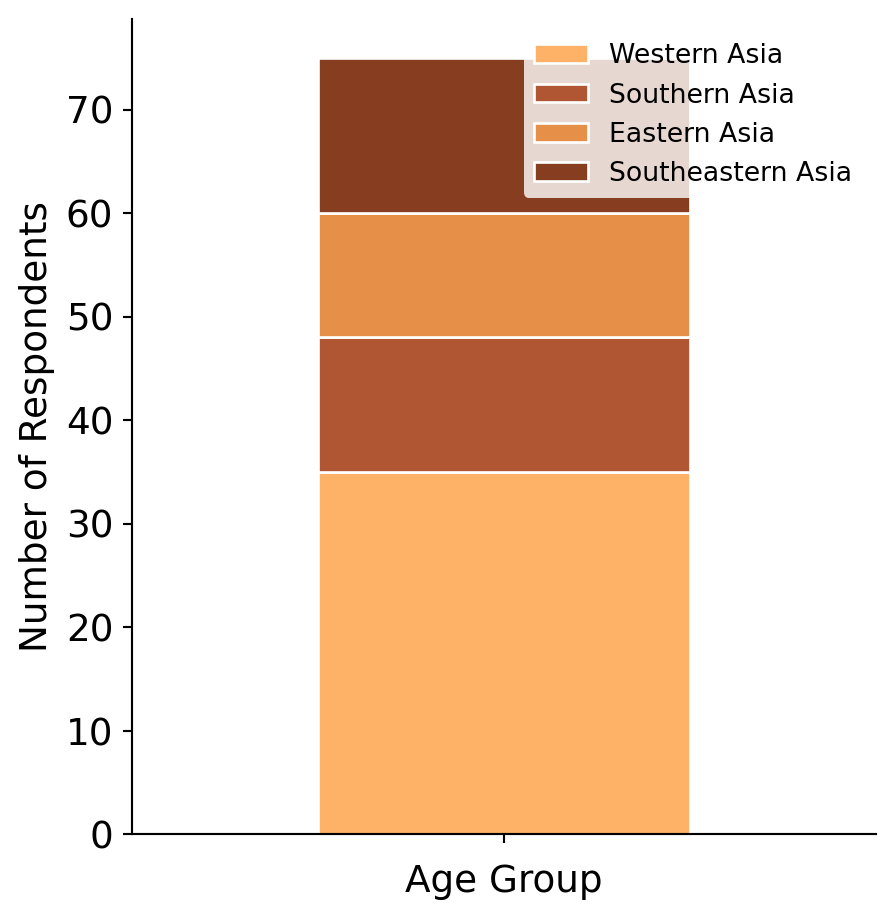 Western Asia
Southern Asia
Eastern Asia
Southeastern Asia
70
60
50
40
30
20
10
0
Number of Respondents
Age Group